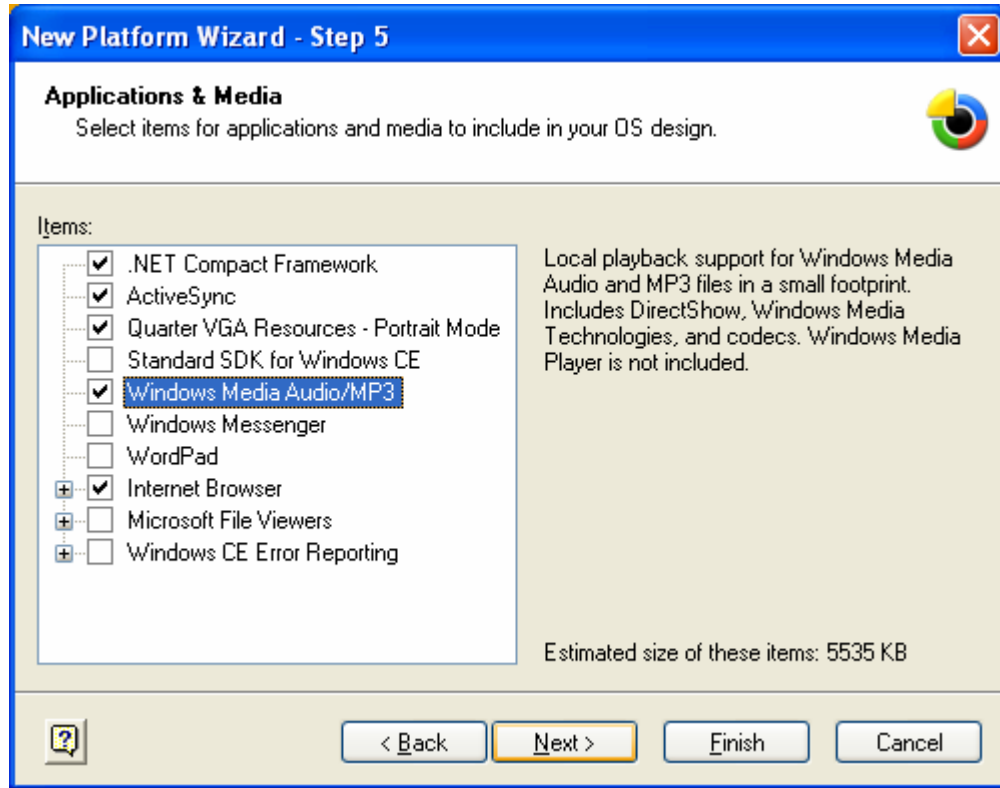 New Platform Wizard - Step 5
Applications & Media
Select items for applications and media to include in your OS design.
Items:
.NET Compact Framework
ActiveSync
Quarter VGA Resources - Portrait Mode
Standard SDK for Windows CE
Windows Media Audio/MP3
Windows Messenger
WordPad
Internet Browser
Microsoft File Viewers
Windows CE Error Reporting
Local playback support for Windows Media
Audio and MP3 files in a small footprint.
Includes DirectShow, Windows Media
Technologies, and codecs. Windows Media
Player is not included.
Estimated size of these items: 5535 KB
?
< Back
Next >
Finish
Cancel